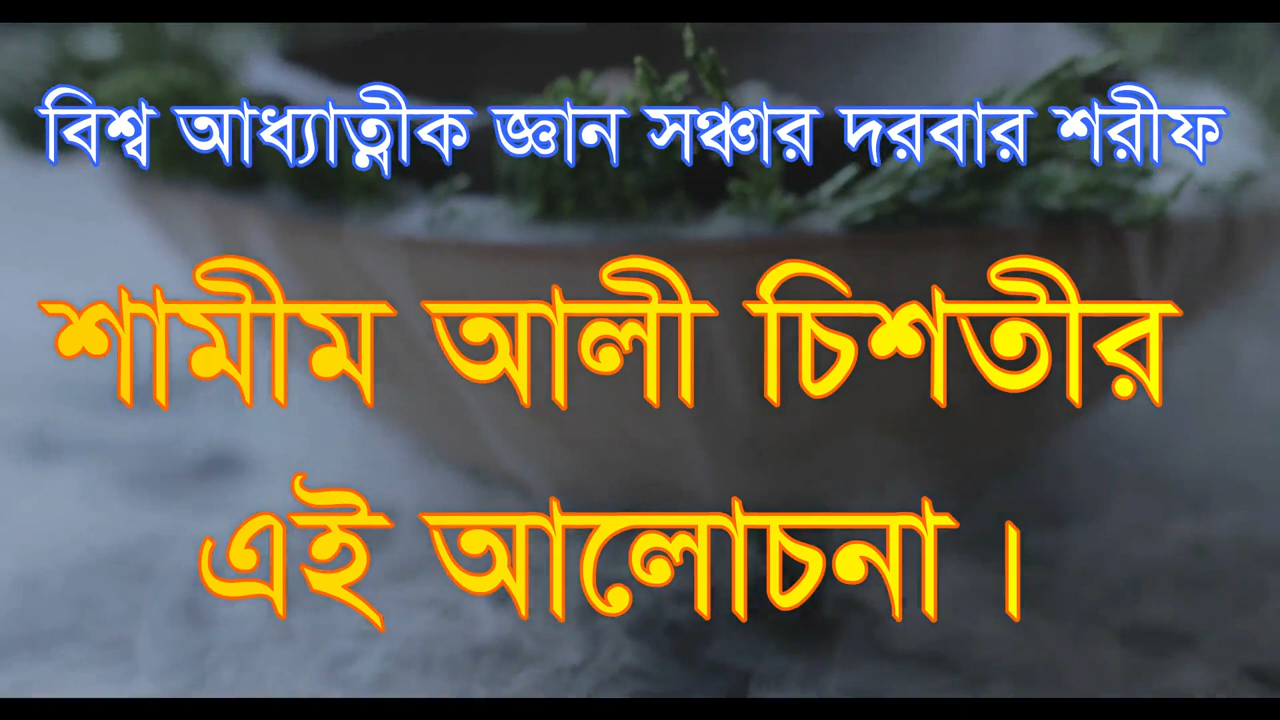 বিশ্ব আধ্যাত্নীক জ্ঞান সঞ্চার দরবার শরীফ
শামীম আলী চিশতীর
এই আলোচনা ।